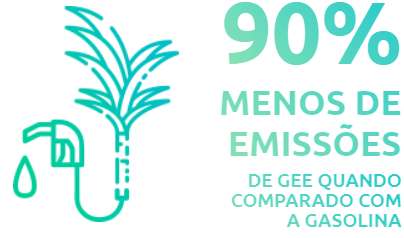 90%
MENOS DE
EMISSÕES
DE GEE QUANDO
COMPARADO COM
A GASOLINA